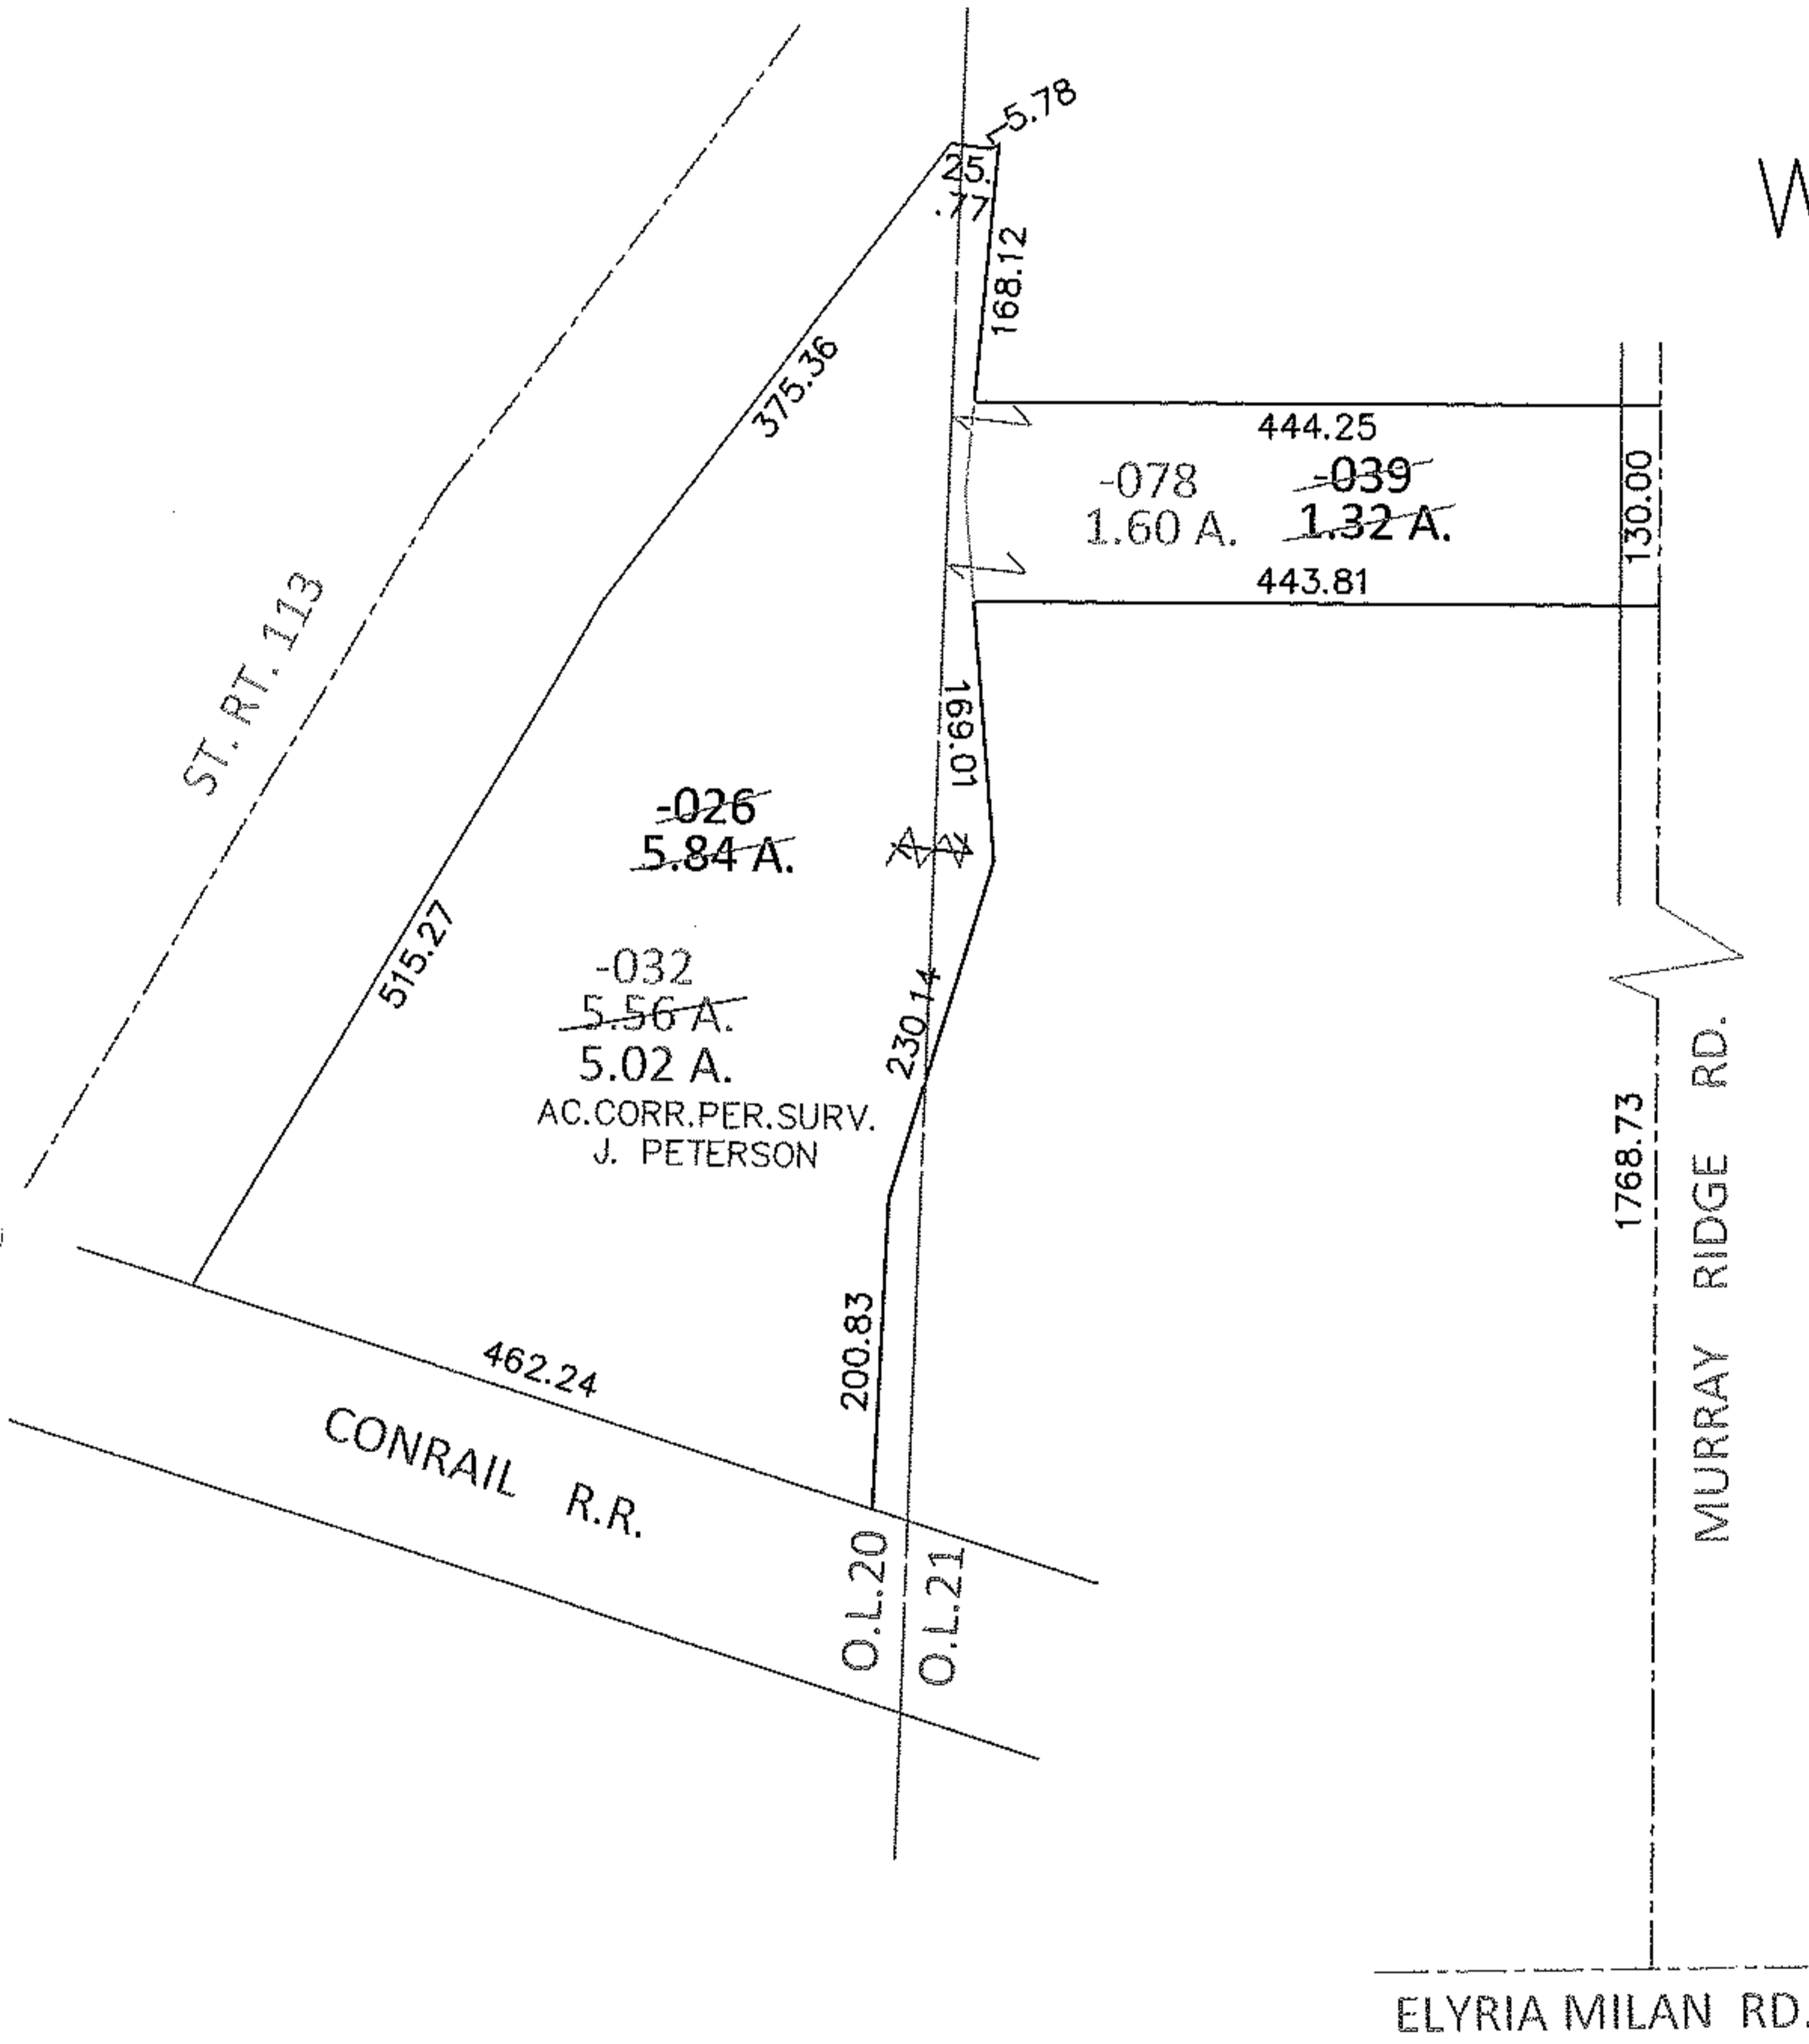 5.78
W
25.
.77
168.12
375.36
444.25
-078
-039
1.60 A.
1.32 A.
130.00
443.81
ST. RT. 113
169.01
-026
5.84 A.
515.27
-032
5.56 A.
5.02 A.
AC.CORR.PER.SURV.
J. PETERSON
230.14
1768.73
MURRAY RIDGE RD.
200.83
462.24
CONRAIL R.R.
O.L.20
O.L.21
ELYRIA MILAN RD.